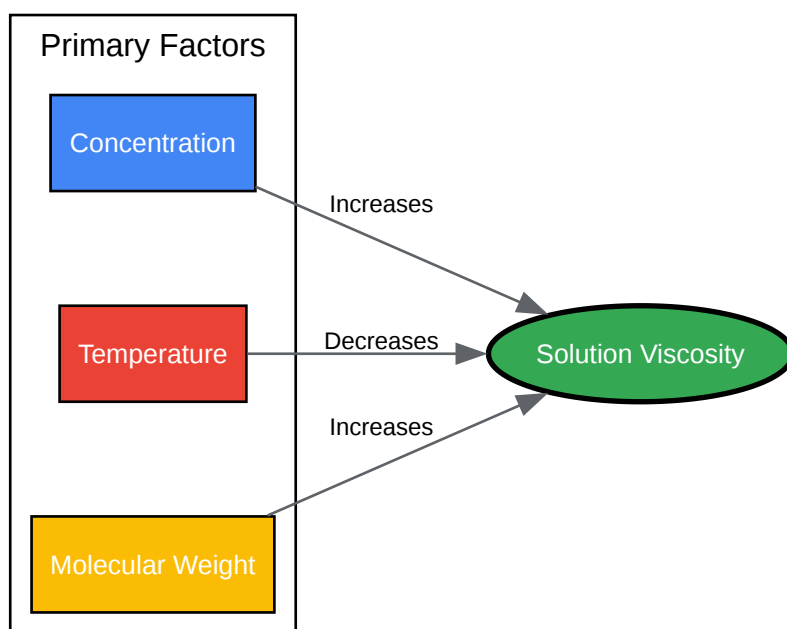 Primary Factors
Concentration
Increases
Temperature
Decreases
Solution Viscosity
Increases
Molecular Weight